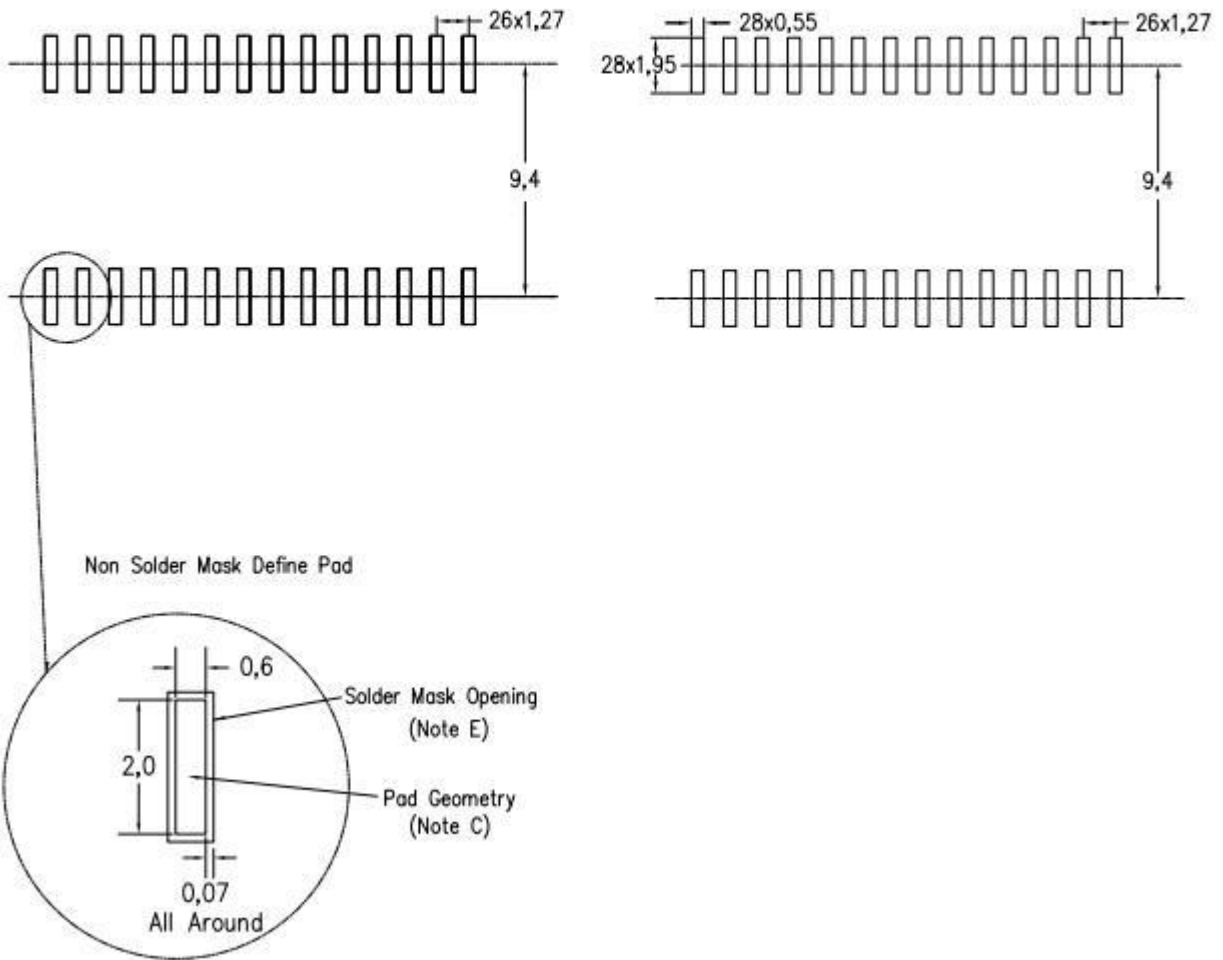 26x1,27
28x0,55
26x1,27
28x1,95
9,4
9,4
Non Solder Mask Define Pad
0,6
Solder Mask Opening
(Note E)
2,0
Pad Geometry
(Note C)
0,07
All Around